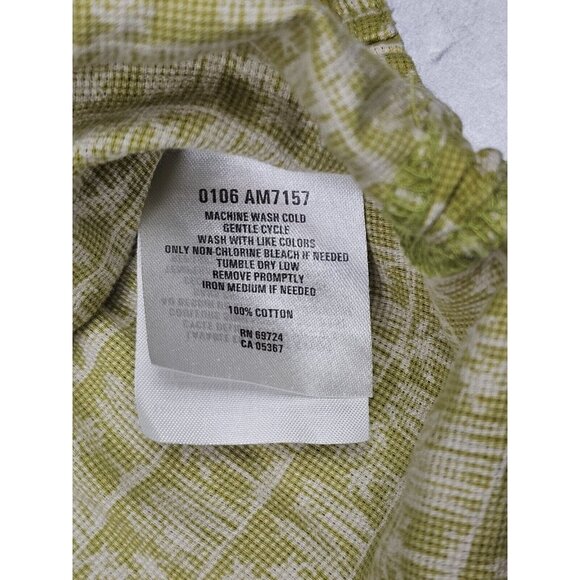 0106 AM7157
MACHINE WASH COLD
GENTLE CYCLE
WASH WITH LIKE COLORS
ONLY NON-CHLORINE BLEACH IF NEEDED
TUMBLE DRY LOW
REMOVE PROMPTLY
IRON MEDIUM IF NEEDED
100% COTTON
RN 69724
CA 05367